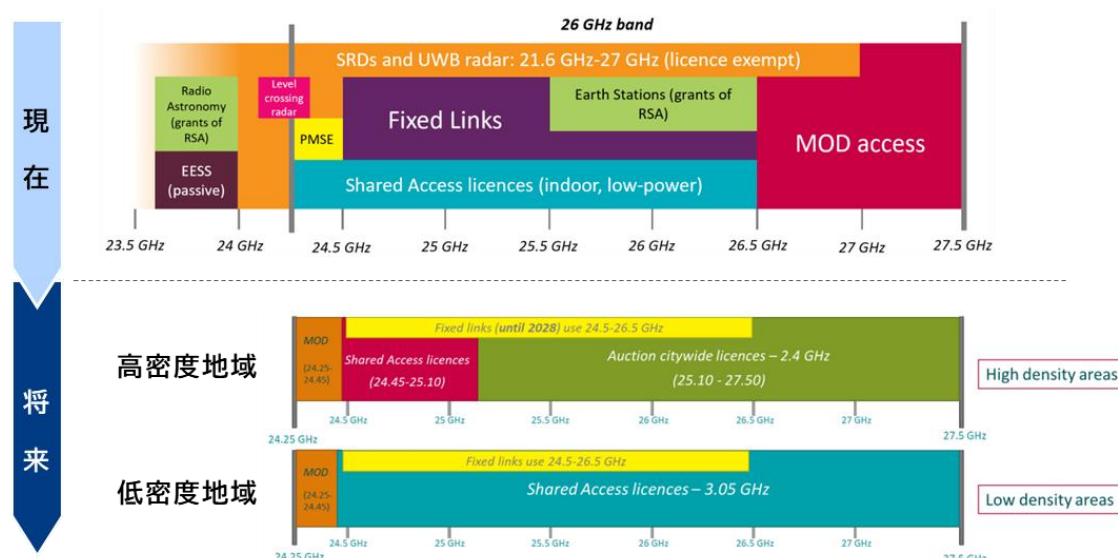 26 GHz band
現
在
SRDs and UWB radar: 21.6 GHz-27 GHz (licence exempt)
Radio
Astronomy
(grants of
RSA)
Level
crossing
radar
PMSE
Fixed Links
Earth Stations (grants of
RSA)
MOD access
EESS
(passive)
Shared Access licences (indoor, low-power)
23.5 GHz
24 GHz
24.5 GHz
25 GHz
25.5 GHz
26 GHz
26.5 GHz
27 GHz
27.5 GHz
将
来
高密度地域
MOD
(24.25-
24.45)
Fixed links (until 2028) use 24.5-26.5 GHz
Shared Access licences
(24.45-25.10)
Auction citywide licences – 2.4 GHz
(25.10 - 27.50)
High density areas
24.25 GHz
24.5 GHz
25 GHz
25.5 GHz
26 GHz
26.5 GHz
27 GHz
27.5 GHz
低密度地域
MOD
(24.25-
24.45)
Fixed links use 24.5-26.5 GHz
Shared Access licences – 3.05 GHz
Low density areas
24.25 GHz
24.5 GHz
25 GHz
25.5 GHz
26 GHz
26.5 GHz
27 GHz
27.5 GHz